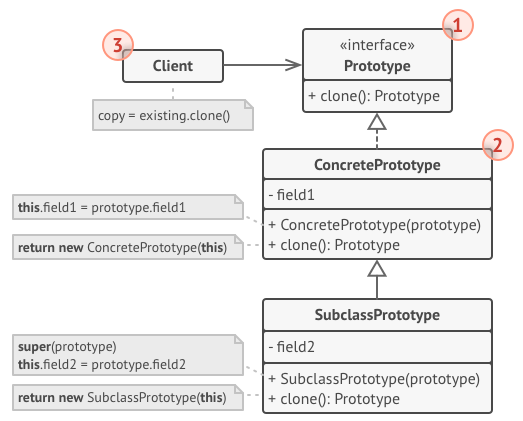 1
«interface»
Prototype
+ clone(): Prototype
3
Client
copy = existing.clone()
2
ConcretePrototype
- field1
+ ConcretePrototype(prototype)
+ clone(): Prototype
this.field1 = prototype.field1
return new ConcretePrototype(this)
SubclassPrototype
- field2
+ SubclassPrototype(prototype)
+ clone(): Prototype
super(prototype)
this.field2 = prototype.field2
return new SubclassPrototype(this)